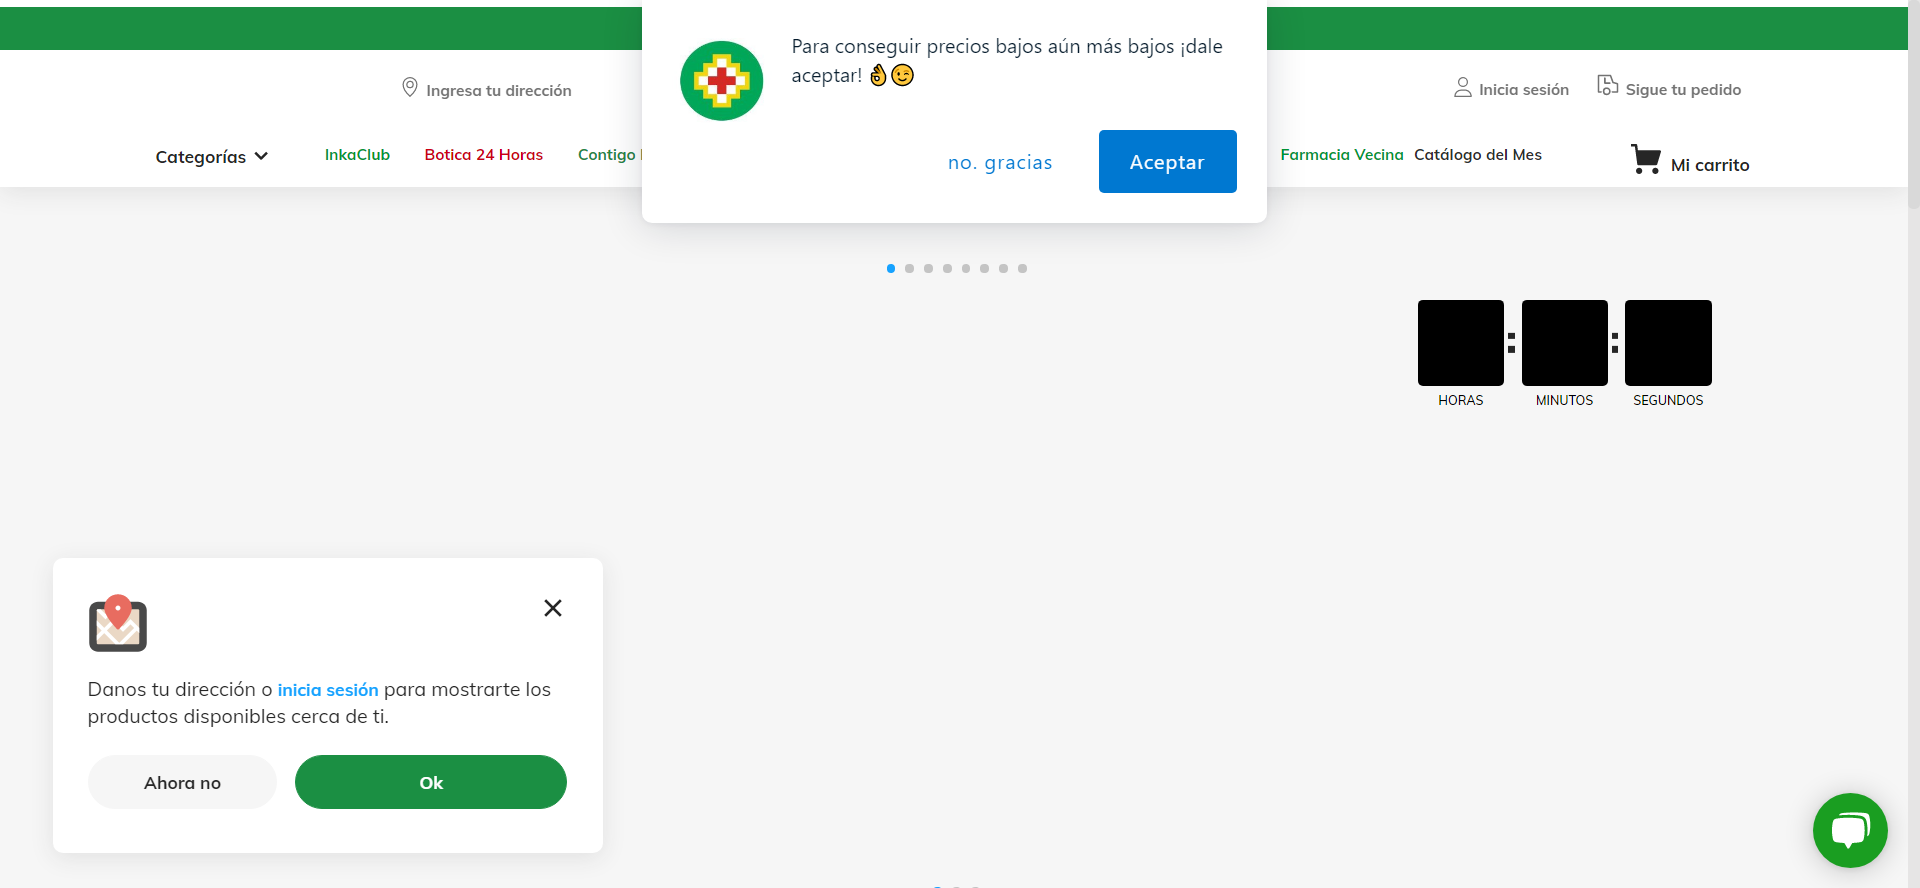 Para conseguir precios bajos aún más bajos ¡dale
aceptar! 👌😉
no. gracias
Aceptar
Ingresa tu dirección
Inicia sesión
Sigue tu pedido
Categorías
InkaClub
Botica 24 Horas
Contigo
Farmacia Vecina
Catálogo del Mes
Mi carrito
: :
HORAS MINUTOS SEGUNDOS
Danos tu dirección o inicia sesión para mostrarte los
productos disponibles cerca de ti.
Ahora no
Ok